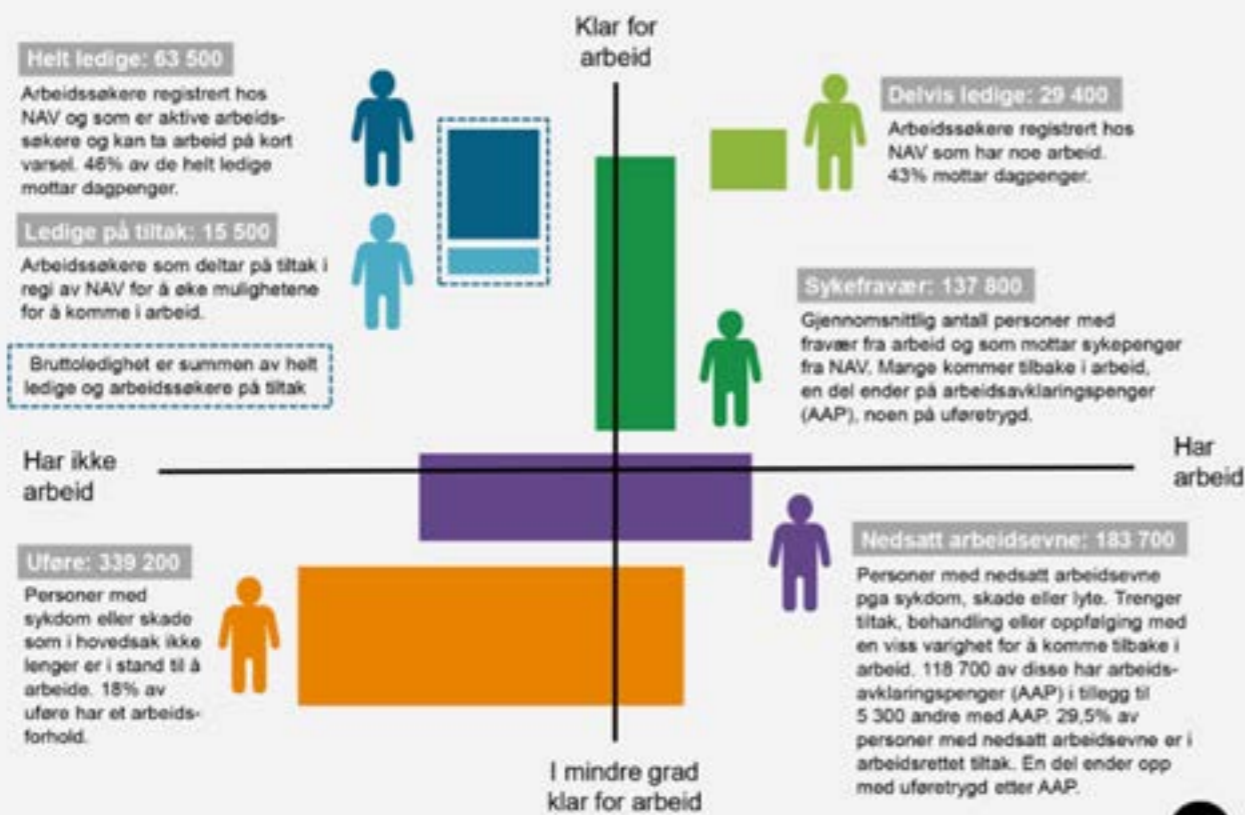 Klar for
arbeid
Helt ledige: 63 500
Arbeidssøkere registrert hos
NAV og som er aktive arbeids-
søkere og kan ta arbeid på kort
varsel. 46% av de helt ledige
mottar dagpenger.
Ledige på tiltak: 15 500
Arbeidssøkere som deltar på tiltak i
regi av NAV for å øke mulighetene
for å komme i arbeid.
Bruttoledighet er summen av helt
ledige og arbeidssøkere på tiltak
Delvis ledige: 29 400
Arbeidssøkere registrert hos
NAV som har noe arbeid.
43% mottar dagpenger.
Sykefravær: 137 800
Gjennomsnittlig antall personer med
fravær fra arbeid og som mottar sykepenger
fra NAV. Mange kommer tilbake i arbeid,
en del ender på arbeidsavklaringspenger
(AAP), noen på uføretrygd.
Har ikke
arbeid
Har
arbeid
Uføre: 339 200
Personer med
sykdom eller skade
som i hovedsak ikke
lenger er i stand til å
arbeide. 18% av
uføre har et arbeids-
forhold.
Nedsatt arbeidsevne: 183 700
Personer med nedsatt arbeidsevne
pga sykdom, skade eller lyte. Trenger
tiltak, behandling eller oppfølging med
en viss varighet for å komme tilbake i
arbeid. 118 700 av disse har arbeids-
avklaringspenger (AAP) i tillegg til
5 300 andre med AAP. 29,5% av
personer med nedsatt arbeidsevne er i
arbeidsrettet tiltak. En del ender opp
med uføretrygd etter AAP.
I mindre grad
klar for arbeid